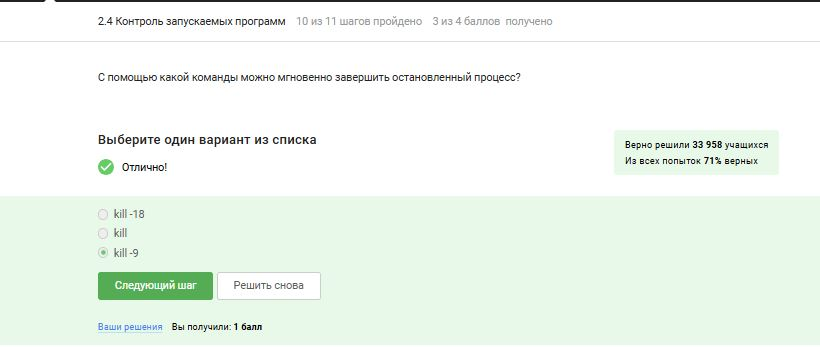 2.4 Контроль запускаемых программ 10 из 11 шагов пройдено 3 из 4 баллов получено
С помощью какой команды можно мгновенно завершить остановленный процесс?
Выберите один вариант из списка
Отлично!
Верно решили 33 958 учащихся
Из всех попыток 71% верных
kill -18
kill
kill -9
Следующий шаг Решить снова
Ваши решения Вы получили: 1 балл